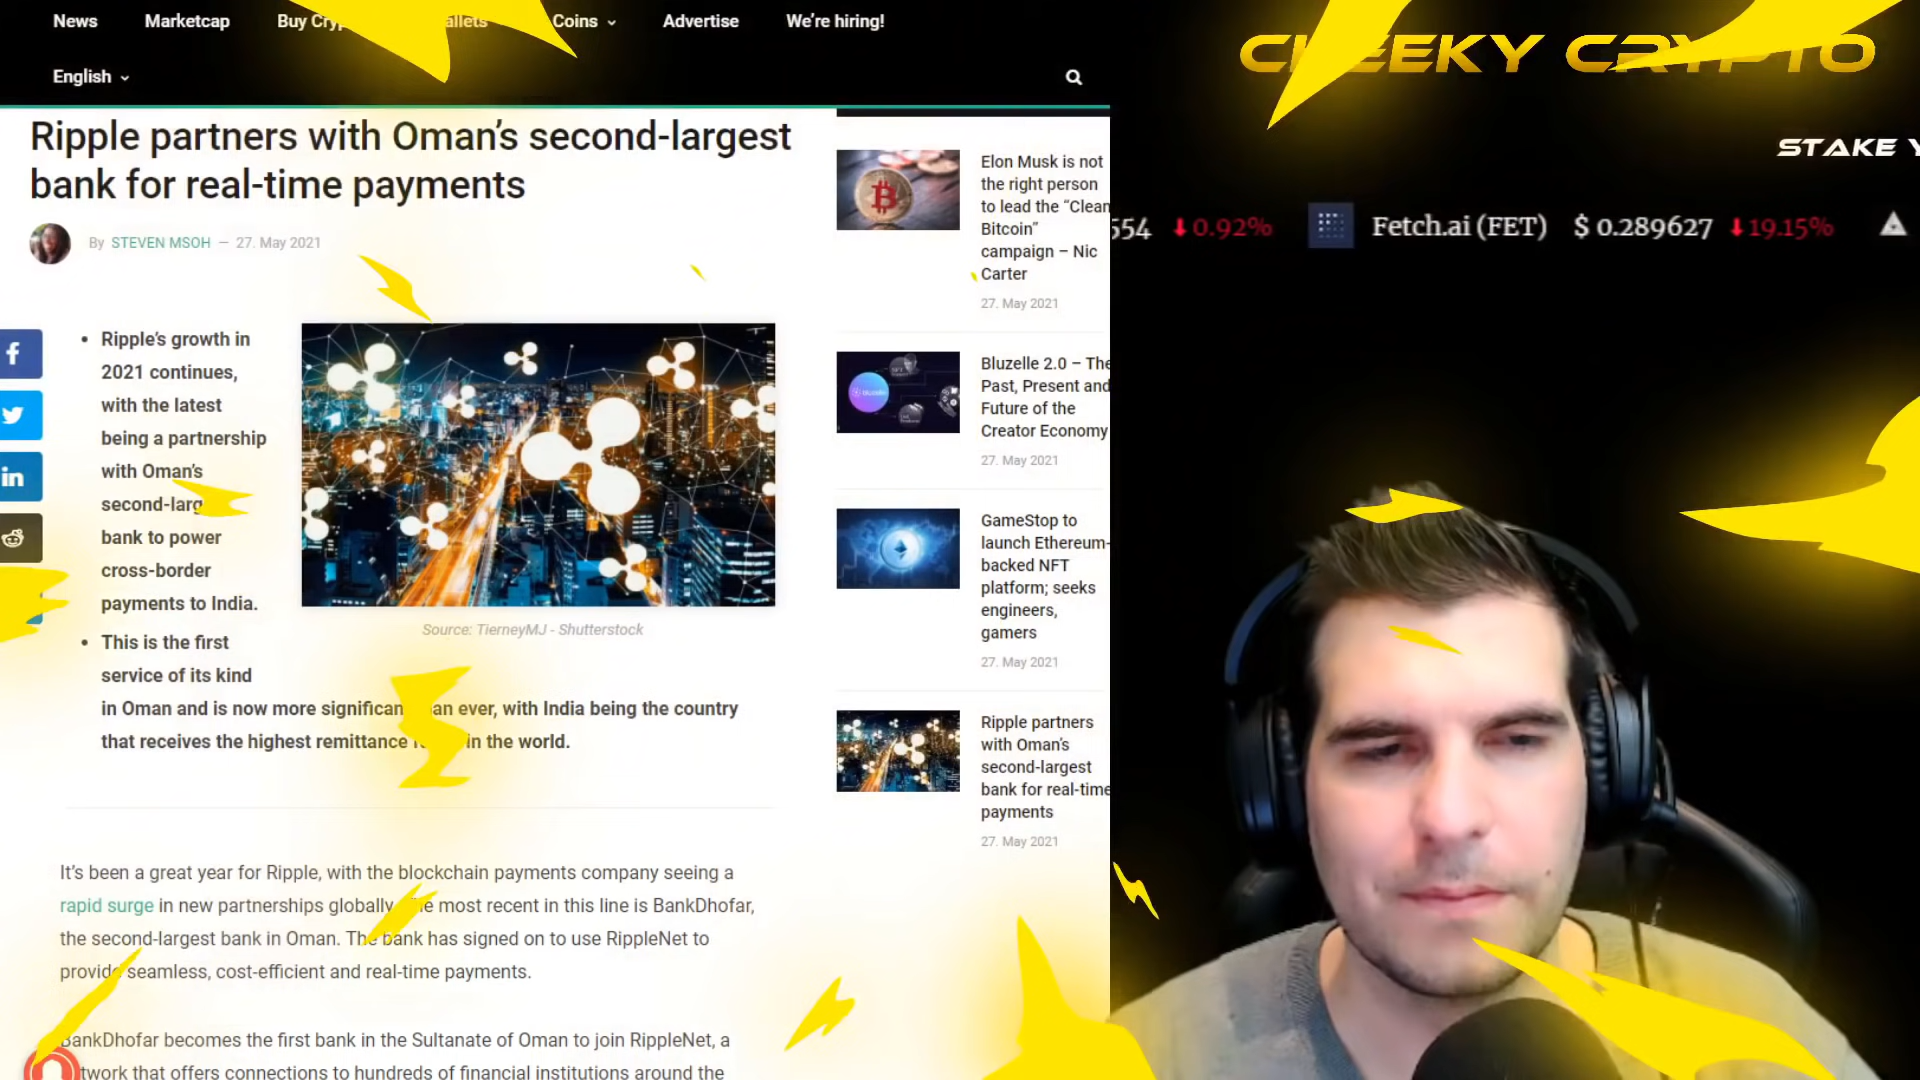 News Marketcap Buy Coins Advertise We're hiring!
English
Ripple partners with Oman's second-largest
bank for real-time payments
By STEVEN MSOH — 27. May 2021
Ripple's growth in
2021 continues,
with the latest
being a partnership
with Oman's
bank to power
cross-border
payments to India.
This is the first
service of its kind
in Oman and is now more ever, with India being the country
that receives the highest remittance in the world.
Source: TierneyMJ - Shutterstock
It's been a great year for Ripple, with the blockchain payments company seeing a
rapid surge in new partnerships globally. most recent in this line is BankDhofar,
the second-largest bank in Oman. The bank has signed on to use RippleNet to
provide seamless, cost-efficient and real-time payments.
BankDhofar becomes the first bank in the Sultanate of Oman to join RippleNet, a
that offers connections to hundreds of financial institutions around the
Elon Musk is not
the right person
to lead the "Clean
Bitcoin"
campaign – Nic
Carter
27. May 2021
Bluzelle 2.0 – The
Past, Present and
Future of the
Creator Economy
27. May 2021
GameStop to
launch Ethereum-
backed NFT
platform; seeks
engineers,
gamers
27. May 2021
Ripple partners
with Oman's
second-largest
bank for real-time
payments
27. May 2021
CHEEKY CRYPTO
STAKE
554 0.92% Fetch.ai (FET) $ 0.289627 19.15%